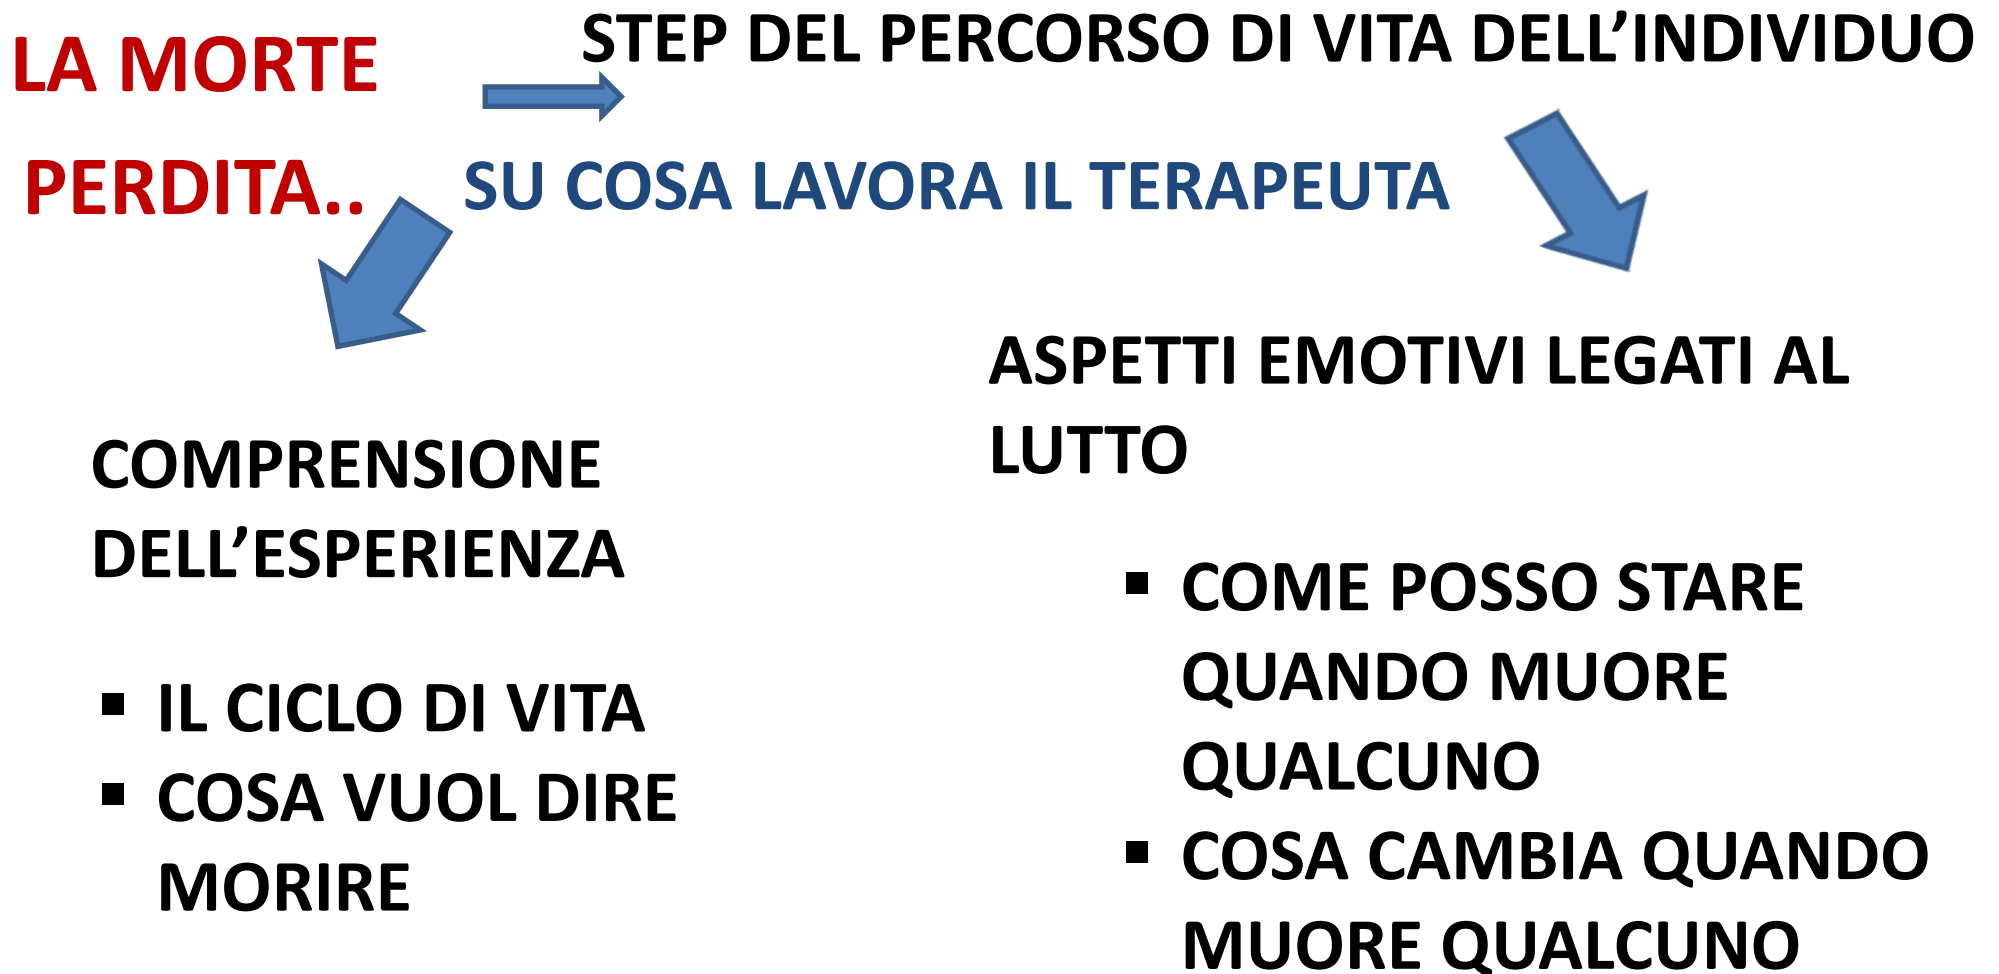 LA MORTE
PERDITA..
STEP DEL PERCORSO DI VITA DELL’INDIVIDUO
SU COSA LAVORA IL TERAPEUTA
COMPRENSIONE
DELL’ESPERIENZA
▪ IL CICLO DI VITA
▪ COSA VUOL DIRE
MORIRE
ASPETTI EMOTIVI LEGATI AL
LUTTO
▪ COME POSSO STARE
QUANDO MUORE
QUALCUNO
▪ COSA CAMBIA QUANDO
MUORE QUALCUNO